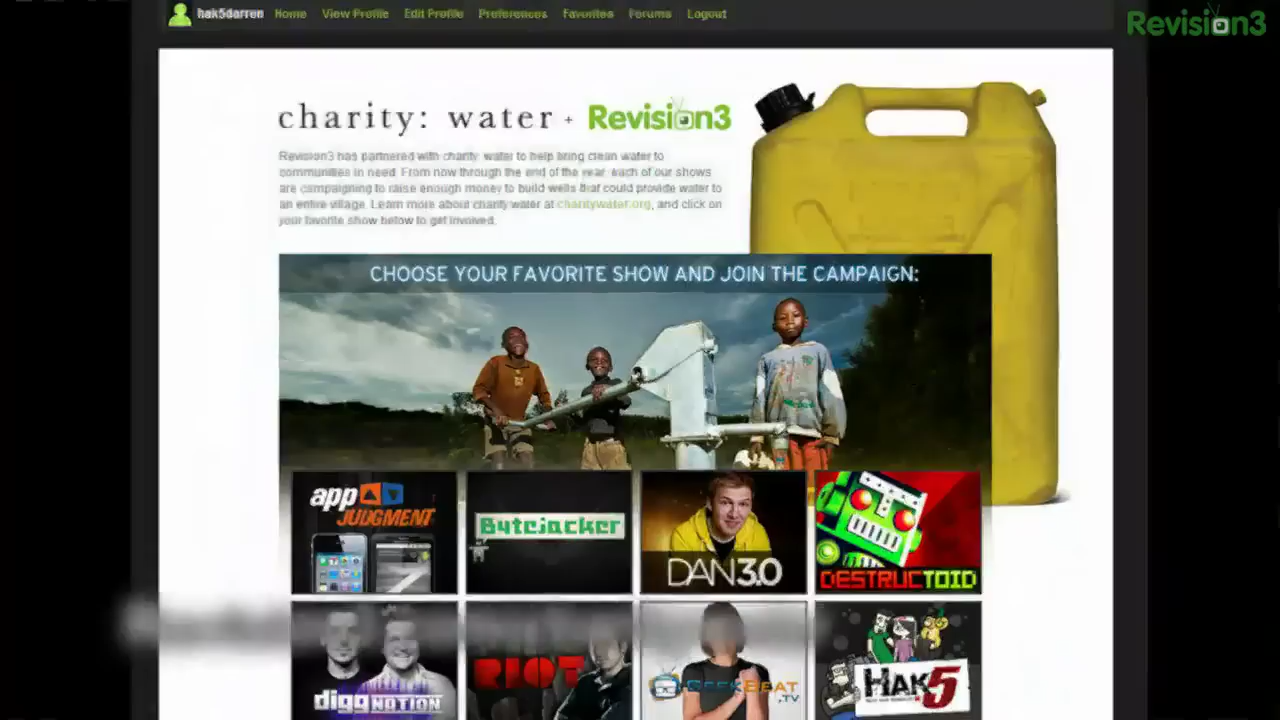 hak5darren Home View Profile Edit Profile Preferences Favorites Forums Logout
Revision3
charity: water + Revision3
Revision3 has partnered with charity: water to help bring clean water to
communities in need. From now through the end of the year, each of our shows
are campaigning to raise enough money to build wells that could provide water to
an entire village. Learn more about charity:water at charitywater.org, and click on
your favorite show below to get involved.
CHOOSE YOUR FAVORITE SHOW AND JOIN THE CAMPAIGN:
app JUDGMENT
Bytejacker
DAN3.0
DESTRUCTOID
diggnation
RIOT
GEEKBEAT.TV
HAK5